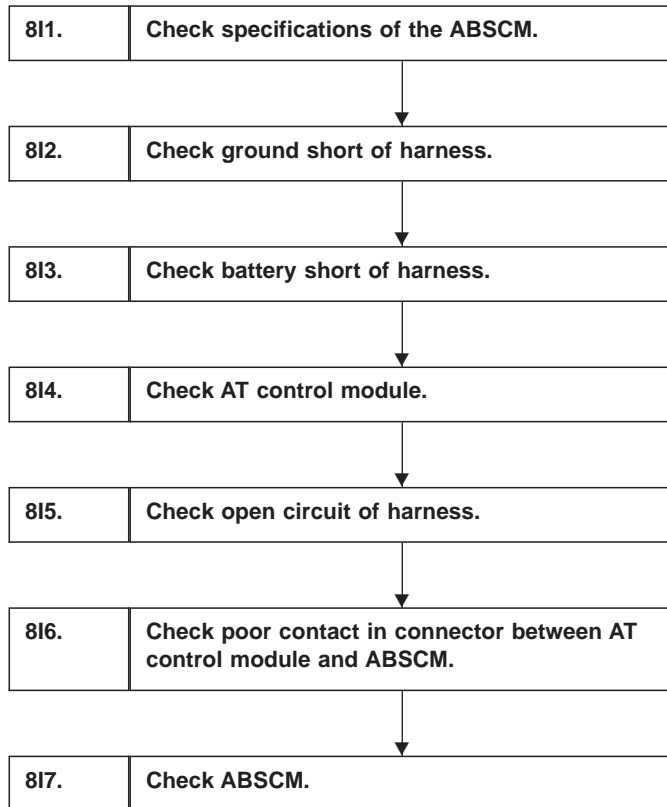 8I1. Check specifications of the ABSCM.
8I2. Check ground short of harness.
8I3. Check battery short of harness.
8I4. Check AT control module.
8I5. Check open circuit of harness.
8I6. Check poor contact in connector between AT
control module and ABSCM.
8I7. Check ABSCM.